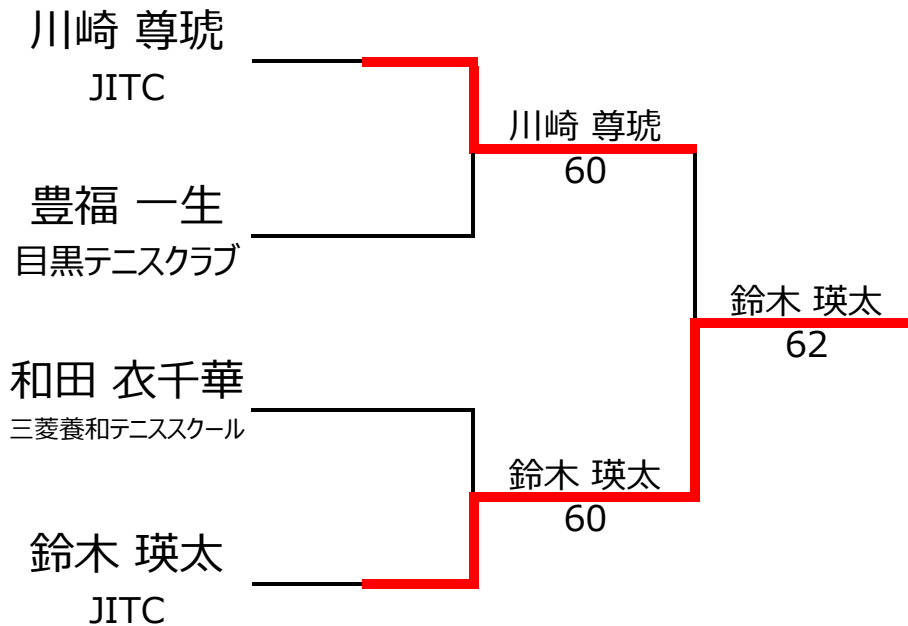 川崎 尊琥
JITC
川崎 尊琥
60
豊福 一生
目黒テニスクラブ
鈴木 瑛太
62
和田 衣千華
三菱養和テニススクール
鈴木 瑛太
60
鈴木 瑛太
JITC